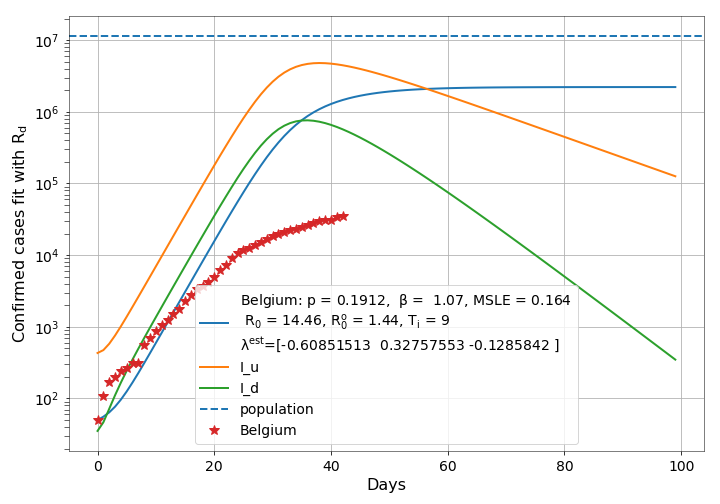 10⁷
10⁶
10⁵
10⁴
10³
10²
Confirmed cases fit with R_d
Belgium: p = 0.1912, β = 1.07, MSLE = 0.164
R₀ = 14.46, R₀ᵒ = 1.44, Tᵢ = 9
λᵉˢᵗ=[-0.60851513 0.32757553 -0.1285842 ]
I_u
I_d
population
Belgium
0 20 40 60 80 100
Days